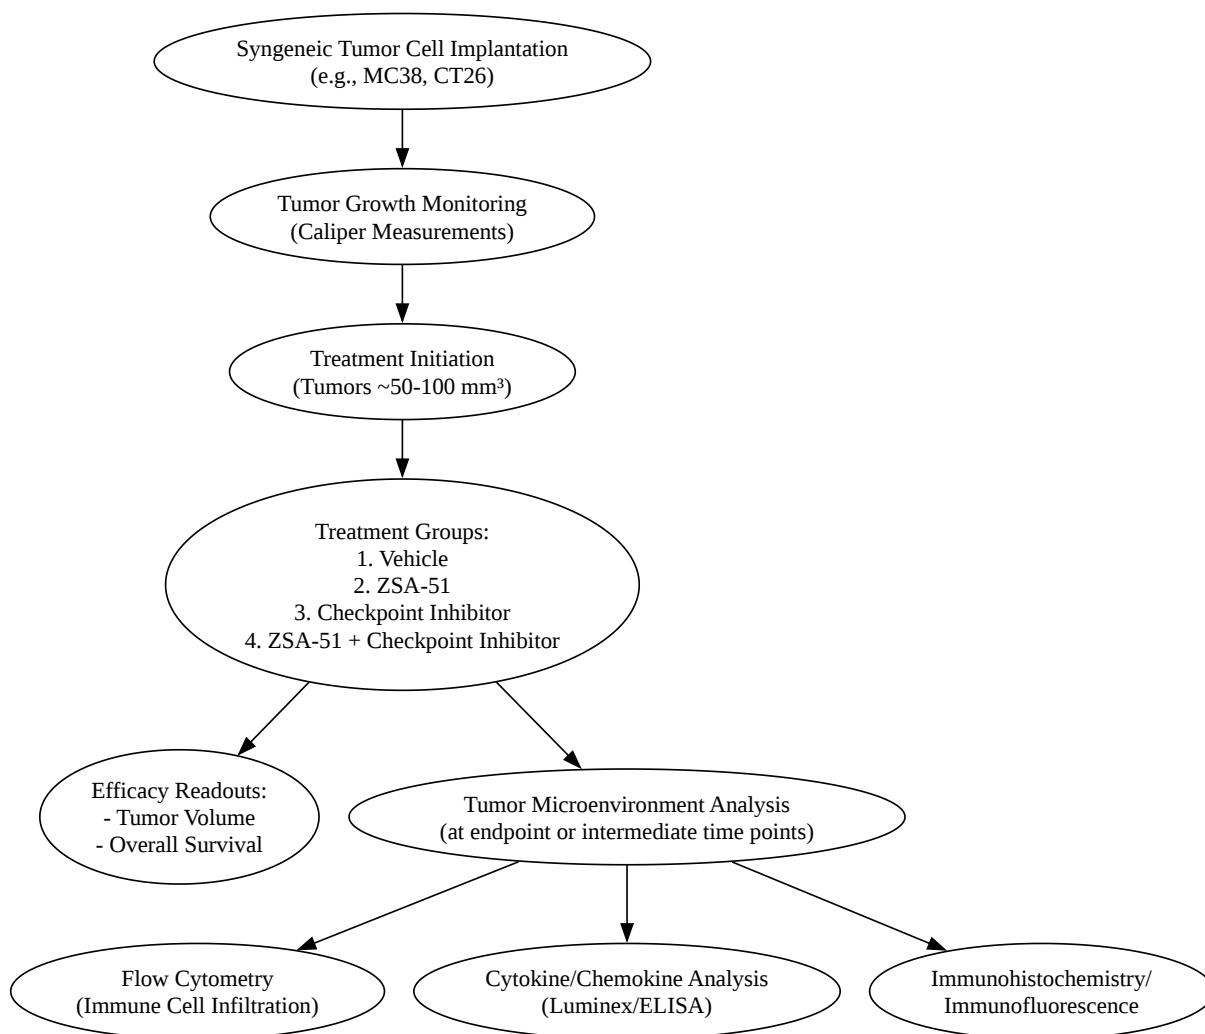 Syngeneic Tumor Cell Implantation
(e.g., MC38, CT26)
Tumor Growth Monitoring
(Caliper Measurements)
Treatment Initiation
(Tumors ~50-100 mm³)
Treatment Groups:
1. Vehicle
2. ZSA-51
3. Checkpoint Inhibitor
4. ZSA-51 + Checkpoint Inhibitor
Efficacy Readouts:
- Tumor Volume
- Overall Survival
Tumor Microenvironment Analysis
(at endpoint or intermediate time points)
Flow Cytometry
(Immune Cell Infiltration)
Cytokine/Chemokine Analysis
(Luminex/ELISA)
Immunohistochemistry/
Immunofluorescence